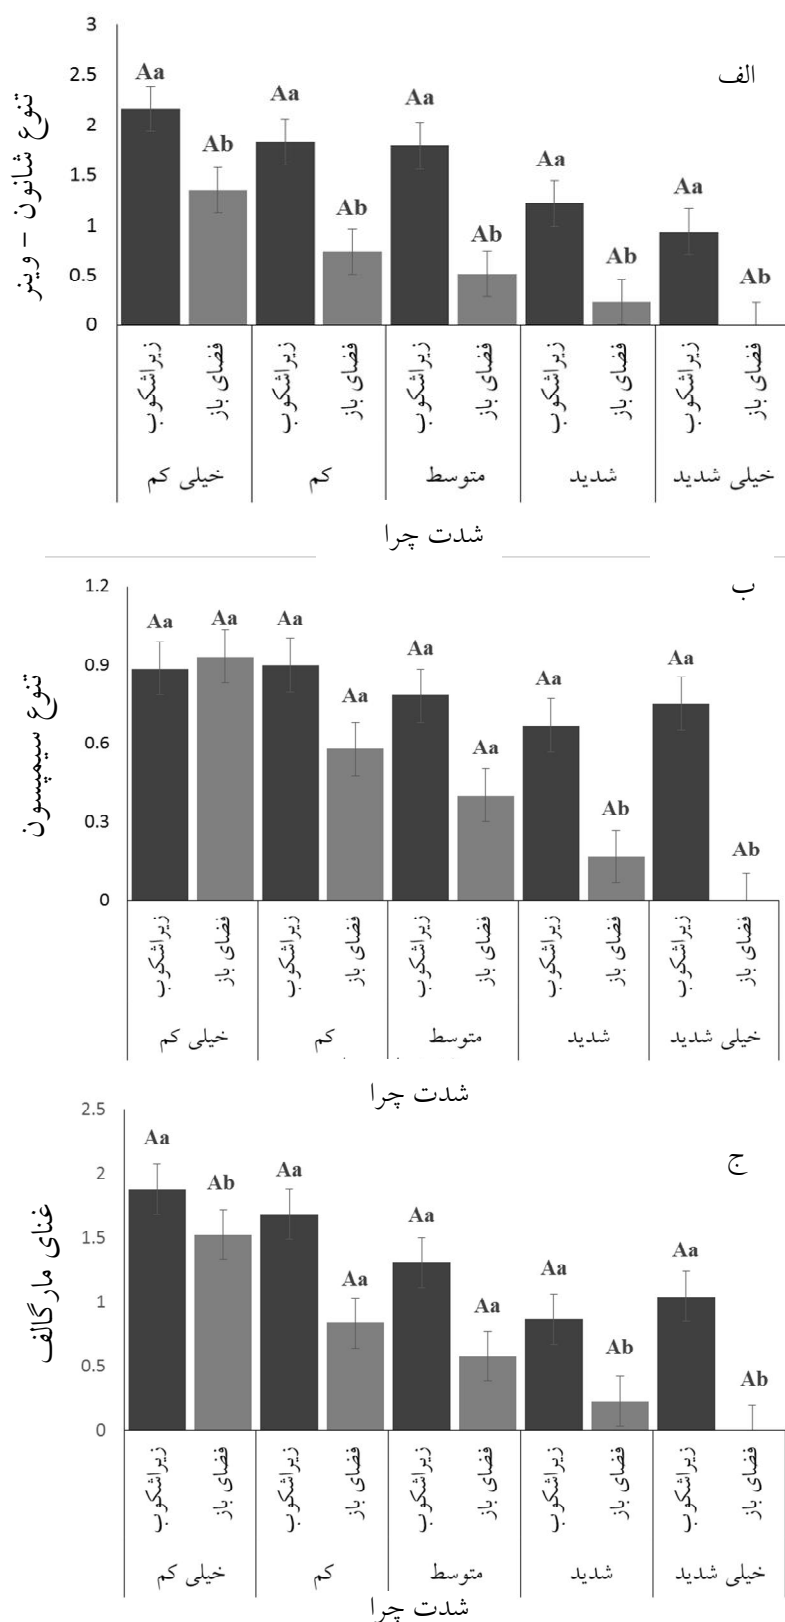 الف
تنوع شانون – وینر
3
2.5
2
1.5
1
0.5
0
Aa Ab Aa Ab Aa Ab Aa Ab Aa Ab
زیراشکوب فضای باز زیراشکوب فضای باز زیراشکوب فضای باز زیراشکوب فضای باز زیراشکوب فضای باز
خیلی کم کم متوسط شدید خیلی شدید
شدت چرا
ب
تنوع سیمپسون
1.2
0.9
0.6
0.3
0
Aa Aa Aa Aa Aa Aa Aa Ab Aa Ab
زیراشکوب فضای باز زیراشکوب فضای باز زیراشکوب فضای باز زیراشکوب فضای باز زیراشکوب فضای باز
خیلی کم کم متوسط شدید خیلی شدید
شدت چرا
ج
غنای مارگالف
2.5
2
1.5
1
0.5
0
Aa Ab Aa Aa Aa Aa Aa Ab Aa Ab
زیراشکوب فضای باز زیراشکوب فضای باز زیراشکوب فضای باز زیراشکوب فضای باز زیراشکوب فضای باز
خیلی کم کم متوسط شدید خیلی شدید
شدت چرا